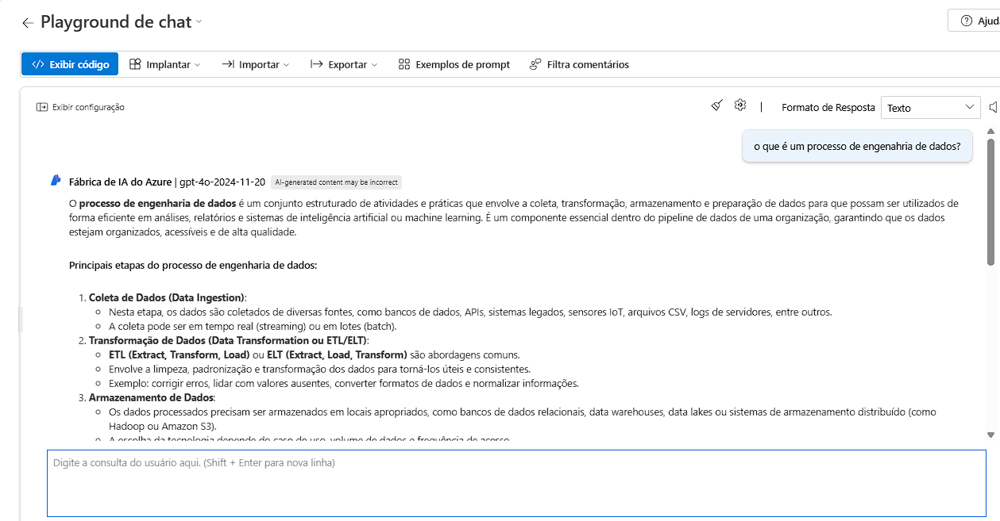 Playground de chat
Ajud
Exibir código Implantar Importar Exportar Exemplos de prompt Filtra comentários
Exibir configuração
Formato de Resposta Texto
o que é um processo de engenahria de dados?
Fábrica de IA do Azure | gpt-4o-2024-11-20 AI-generated content may be incorrect
O processo de engenharia de dados é um conjunto estruturado de atividades e práticas que envolve a coleta, transformação, armazenamento e preparação de dados para que possam ser utilizados de
forma eficiente em análises, relatórios e sistemas de inteligência artificial ou machine learning. É um componente essencial dentro do pipeline de dados de uma organização, garantindo que os dados
estejam organizados, acessíveis e de alta qualidade.
Principais etapas do processo de engenharia de dados:
1. Coleta de Dados (Data Ingestion):
Nesta etapa, os dados são coletados de diversas fontes, como bancos de dados, APIs, sistemas legados, sensores IoT, arquivos CSV, logs de servidores, entre outros.
A coleta pode ser em tempo real (streaming) ou em lotes (batch).
2. Transformação de Dados (Data Transformation ou ETL/ELT):
ETL (Extract, Transform, Load) ou ELT (Extract, Load, Transform) são abordagens comuns.
Envolve a limpeza, padronização e transformação dos dados para torná-los úteis e consistentes.
Exemplo: corrigir erros, lidar com valores ausentes, converter formatos de dados e normalizar informações.
3. Armazenamento de Dados:
Os dados processados precisam ser armazenados em locais apropriados, como bancos de dados relacionais, data warehouses, data lakes ou sistemas de armazenamento distribuído (como
Hadoop ou Amazon S3).
A escolha da tecnologia depende do caso de uso, volume de dados e frequência de acesso.
Digite a consulta do usuário aqui. (Shift + Enter para nova linha)